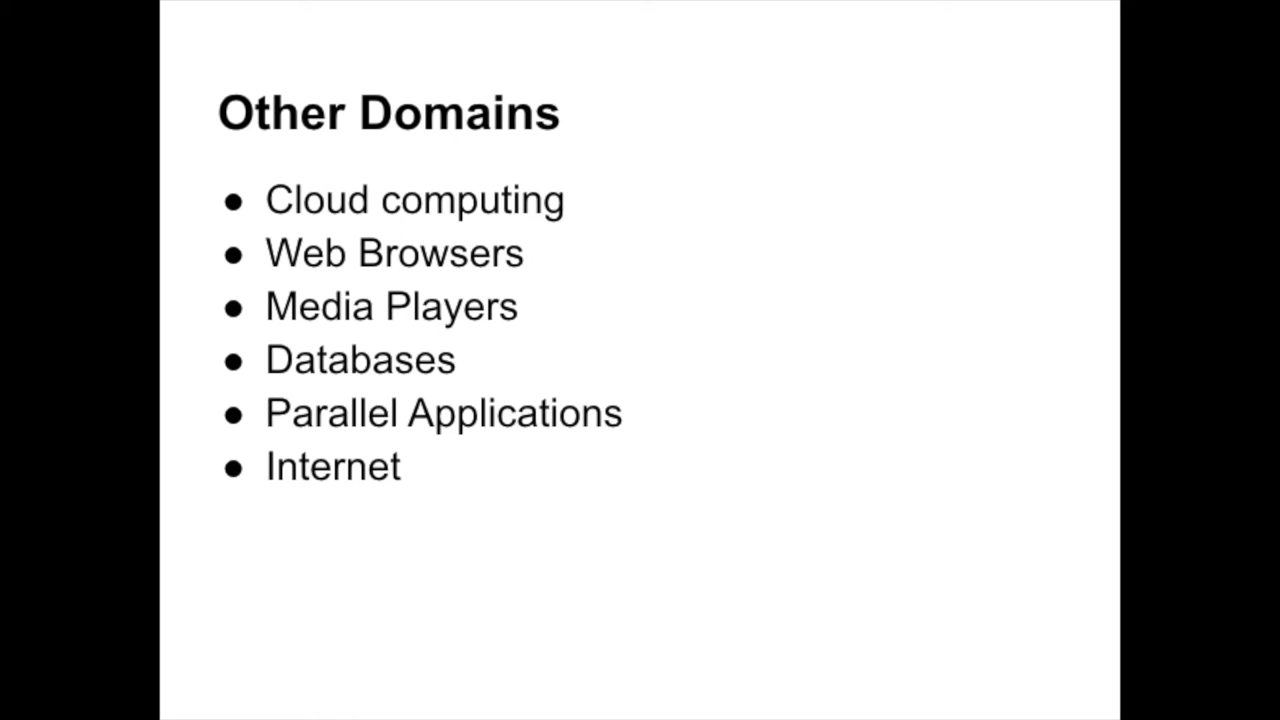 Other Domains
● Cloud computing
● Web Browsers
● Media Players
● Databases
● Parallel Applications
● Internet